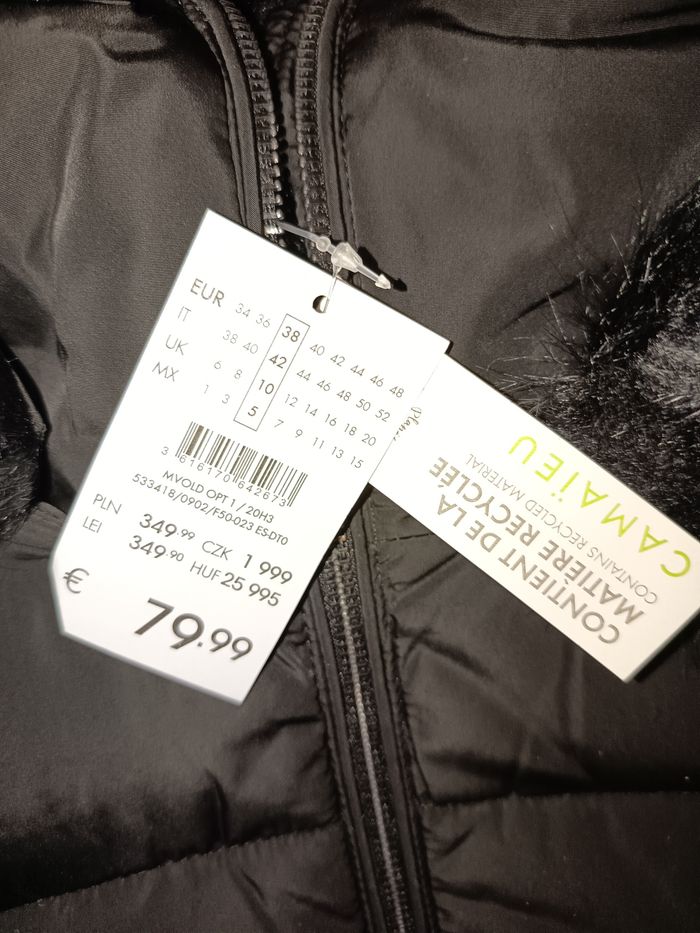 EUR 34 36 38 40 42 44 46 48
IT 38 40 42 44 46 48 50 52
UK 6 8 10 12 14 16 18 20
MX 1 3 5 7 9 11 13 15
3 616170 642673
MVOLD OPT 1 / 20H3
533418/0902/F50-023 ES-DT0
PLN 349.99 CZK 1 999
LEI 349.90 HUF 25 995
€ 79.99
CONTIENT DE LA
MATIÈRE RECYCLÉE
CONTAINS RECYCLED MATERIAL
CAMAÏEU